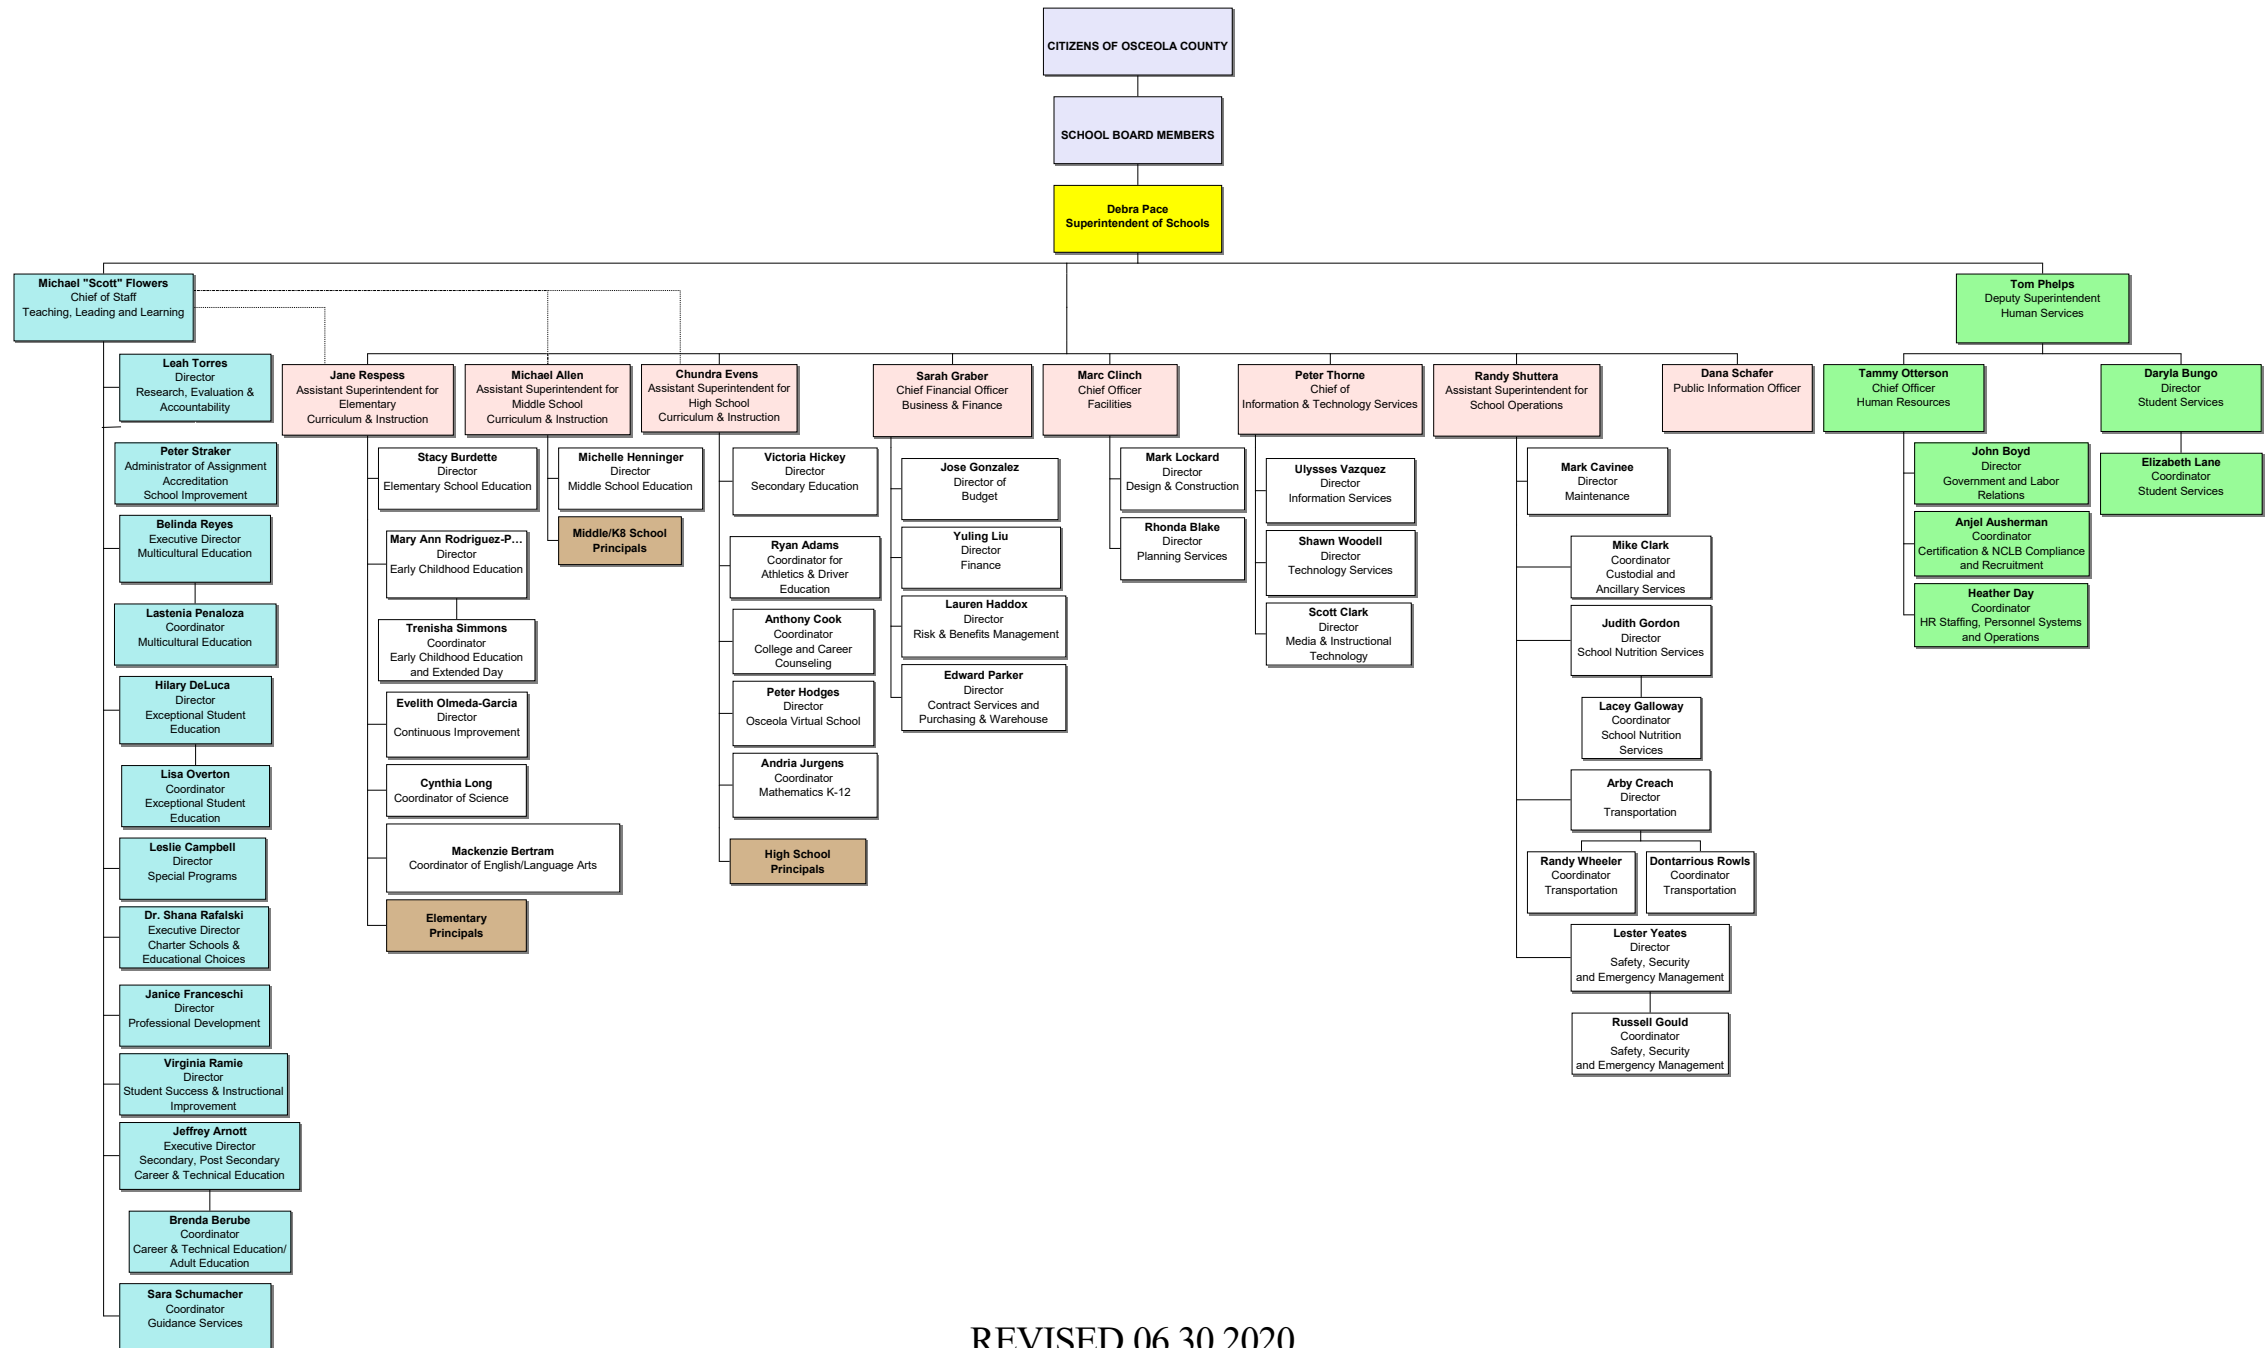 CITIZENS OF OSCEOLA COUNTY
SCHOOL BOARD MEMBERS
Debra Pace
Superintendent of Schools
Michael "Scott" Flowers
Chief of Staff
Teaching, Leading and Learning
Leah Torres
Director
Research, Evaluation &
Accountability
Peter Straker
Administrator of Assignment
Accreditation
School Improvement
Belinda Reyes
Executive Director
Multicultural Education
Lastenia Penaloza
Coordinator
Multicultural Education
Hilary DeLuca
Director
Exceptional Student
Education
Lisa Overton
Coordinator
Exceptional Student
Education
Leslie Campbell
Director
Special Programs
Dr. Shana Rafalski
Executive Director
Charter Schools &
Educational Choices
Janice Franceschi
Director
Professional Development
Virginia Ramie
Director
Student Success & Instructional
Improvement
Jeffrey Arnott
Executive Director
Secondary, Post Secondary
Career & Technical Education
Brenda Berube
Coordinator
Career & Technical Education/
Adult Education
Sara Schumacher
Coordinator
Guidance Services
Jane Respess
Assistant Superintendent for
Elementary
Curriculum & Instruction
Stacy Burdette
Director
Elementary School Education
Mary Ann Rodriguez-P...
Director
Early Childhood Education
Trenisha Simmons
Coordinator
Early Childhood Education
and Extended Day
Evelith Olmeda-Garcia
Director
Continuous Improvement
Cynthia Long
Coordinator of Science
Mackenzie Bertram
Coordinator of English/Language Arts
Elementary
Principals
Michael Allen
Assistant Superintendent for
Middle School
Curriculum & Instruction
Michelle Henninger
Director
Middle School Education
Middle/K8 School
Principals
Chundra Evens
Assistant Superintendent for
High School
Curriculum & Instruction
Victoria Hickey
Director
Secondary Education
Ryan Adams
Coordinator for
Athletics & Driver
Education
Anthony Cook
Coordinator
College and Career
Counseling
Peter Hodges
Director
Osceola Virtual School
Andria Jurgens
Coordinator
Mathematics K-12
High School
Principals
Sarah Graber
Chief Financial Officer
Business & Finance
Jose Gonzalez
Director of
Budget
Yuling Liu
Director
Finance
Lauren Haddox
Director
Risk & Benefits Management
Edward Parker
Director
Contract Services and
Purchasing & Warehouse
Marc Clinch
Chief Officer
Facilities
Mark Lockard
Director
Design & Construction
Rhonda Blake
Director
Planning Services
Peter Thorne
Chief of
Information & Technology Services
Ulysses Vazquez
Director
Information Services
Shawn Woodell
Director
Technology Services
Scott Clark
Director
Media & Instructional
Technology
Randy Shuttera
Assistant Superintendent for
School Operations
Mark Cavinee
Director
Maintenance
Mike Clark
Coordinator
Custodial and
Ancillary Services
Judith Gordon
Director
School Nutrition Services
Lacey Galloway
Coordinator
School Nutrition
Services
Arby Creach
Director
Transportation
Randy Wheeler
Coordinator
Transportation
Dontarrious Rowls
Coordinator
Transportation
Lester Yeates
Director
Safety, Security
and Emergency Management
Russell Gould
Coordinator
Safety, Security
and Emergency Management
Dana Schafer
Public Information Officer
Tom Phelps
Deputy Superintendent
Human Services
Tammy Otterson
Chief Officer
Human Resources
John Boyd
Director
Government and Labor
Relations
Anjel Ausherman
Coordinator
Certification & NCLB Compliance
and Recruitment
Heather Day
Coordinator
HR Staffing, Personnel Systems
and Operations
Daryla Bungo
Director
Student Services
Elizabeth Lane
Coordinator
Student Services
REVISED 06.30.2020